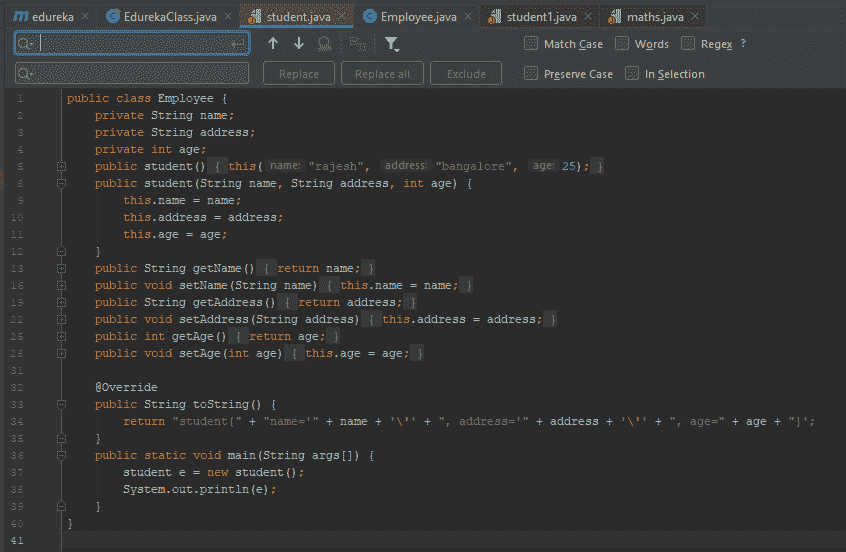 edureka EdurekaClass.java student.java Employee.java student1.java maths.java
Match Case Words Regex ?
Replace Replace all Exclude Preserve Case In Selection
1 public class Employee {
2 private String name;
3 private String address;
4 private int age;
5 public student() { this( name: "rajesh", address: "bangalore", age: 25); }
8 public student(String name, String address, int age) {
9 this.name = name;
10 this.address = address;
11 this.age = age;
12 }
13 public String getName() { return name; }
16 public void setName(String name) { this.name = name; }
19 public String getAddress() { return address; }
22 public void setAddress(String address) { this.address = address; }
25 public int getAge() { return age; }
28 public void setAge(int age) { this.age = age; }
31
32 @Override
33 public String toString() {
34 return "student{" + "name='" + name + '\'' + ", address='" + address + '\'' + ", age=" + age + "}';
35 }
36 public static void main(String args[]) {
37 student e = new student();
38 System.out.println(e);
39 }
40 }
41